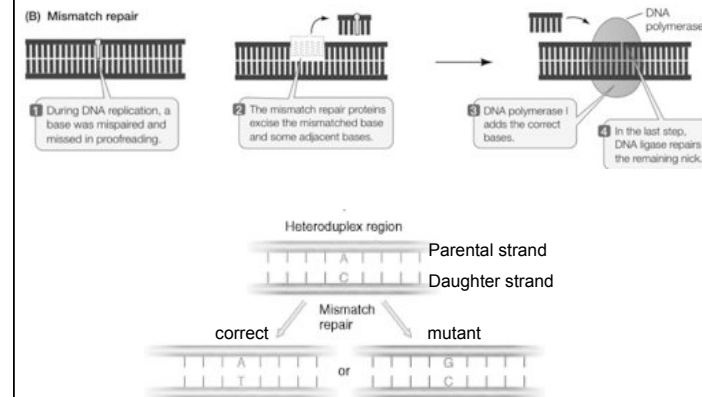 (B) Mismatch repair
DNA
polymerase
1 During DNA replication, a
base was mispaired and
missed in proofreading.
2 The mismatch repair proteins
excise the mismatched base
and some adjacent bases.
3 DNA polymerase I
adds the correct
bases.
4 In the last step,
DNA ligase repairs
the remaining nick.
Heteroduplex region
A
Parental strand
C
Daughter strand
Mismatch
repair
correct
mutant
A
T
or
G
C